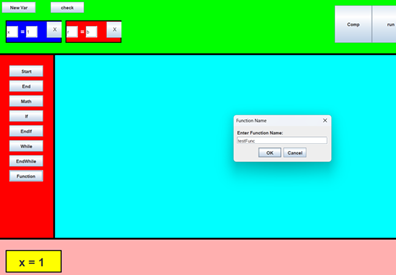 New Var
check
x = 1 X
= X
Comp
run
Start
End
Math
If
EndIf
While
EndWhile
Function
Function Name
Enter Function Name:
testFunc
OK
Cancel
x = 1